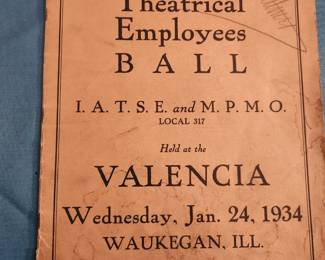 Theatrical
Employees
BALL
I. A. T. S. E. and M. P. M. O.
LOCAL 317
Held at the
VALENCIA
Wednesday, Jan. 24, 1934
WAUKEGAN, ILL.